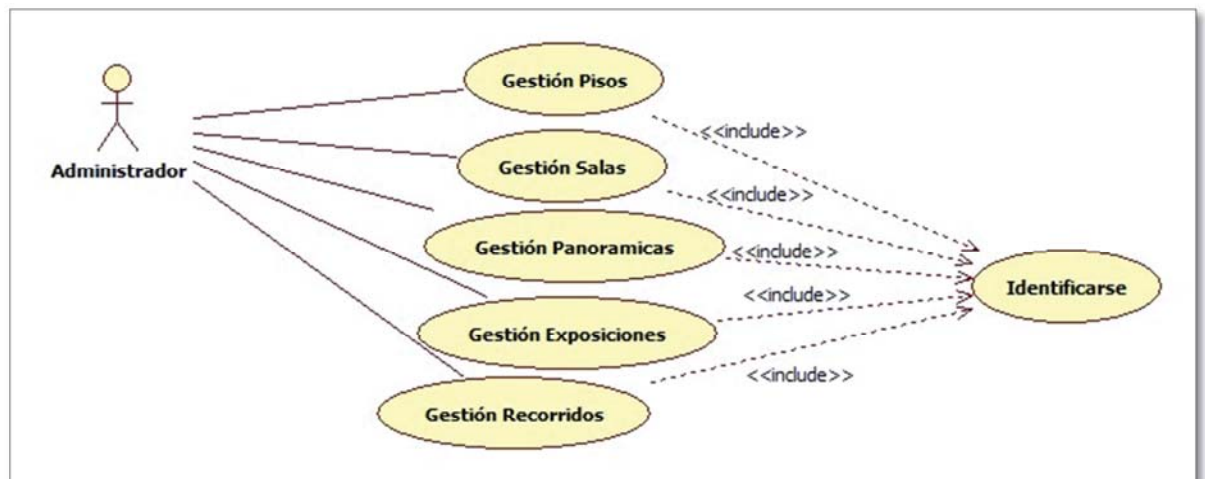 Gestión Pisos
<<include>>
Administrador
Gestión Salas
<<include>>
Gestión Panoramicas
<<include>>
Identificarse
<<include>>
Gestión Exposiciones
<<include>>
Gestión Recorridos